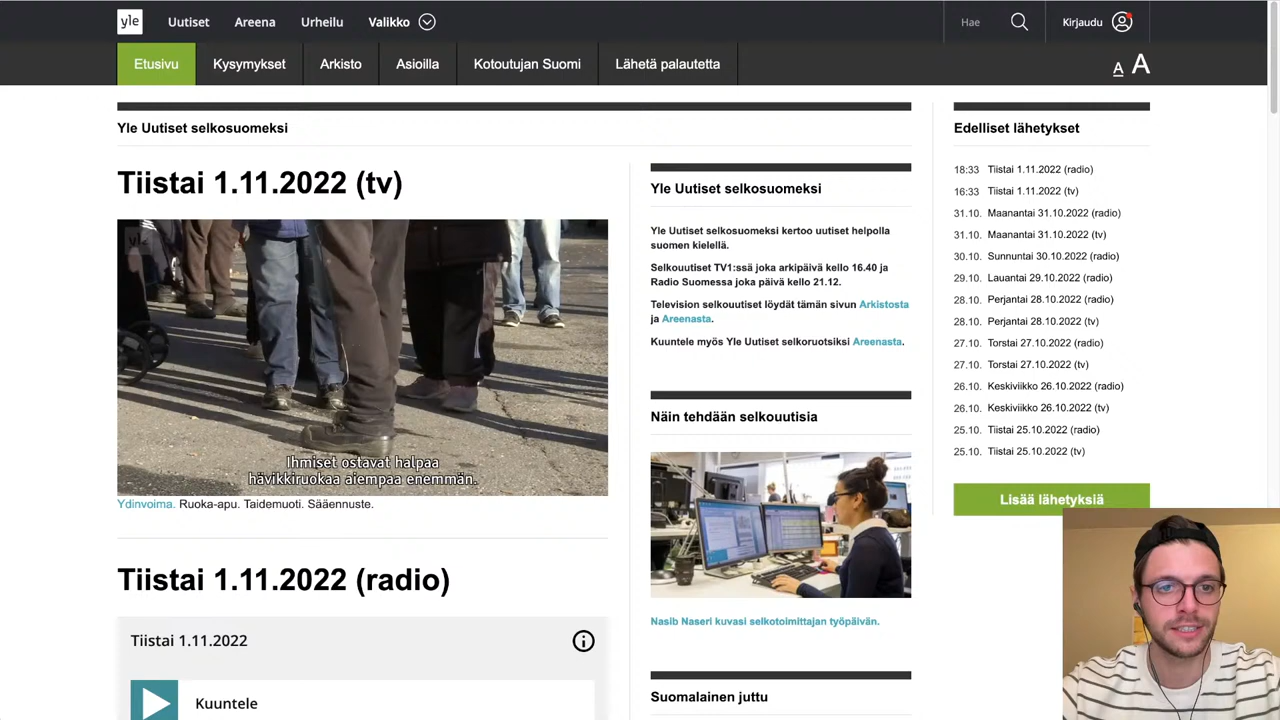 yle
Uutiset
Areena
Urheilu
Valikko
Hae
Kirjaudu
Etusivu
Kysymykset
Arkisto
Asioilla
Kotoutujan Suomi
Lähetä palautetta
A A
Yle Uutiset selkosuomeksi
Tiistai 1.11.2022 (tv)
yle
Ihmiset ostavat halpaa
hävikkiruokaa aiempaa enemmän.
Ydinvoima. Ruoka-apu. Taidemuoti. Sääennuste.
Tiistai 1.11.2022 (radio)
Tiistai 1.11.2022
Kuuntele
Yle Uutiset selkosuomeksi
Yle Uutiset selkosuomeksi kertoo uutiset helpolla
suomen kielellä.
Selkouutiset TV1:ssä joka arkipäivä kello 16.40 ja
Radio Suomessa joka päivä kello 21.12.
Television selkouutiset löydät tämän sivun Arkistosta
ja Areenasta.
Kuuntele myös Yle Uutiset selkoruotsiksi Areenasta.
Näin tehdään selkouutisia
Nasib Naseri kuvasi selkotoimittajan työpäivän.
Suomalainen juttu
Edelliset lähetykset
18:33 Tiistai 1.11.2022 (radio)
16:33 Tiistai 1.11.2022 (tv)
31.10. Maanantai 31.10.2022 (radio)
31.10. Maanantai 31.10.2022 (tv)
30.10. Sunnuntai 30.10.2022 (radio)
29.10. Lauantai 29.10.2022 (radio)
28.10. Perjantai 28.10.2022 (radio)
28.10. Perjantai 28.10.2022 (tv)
27.10. Torstai 27.10.2022 (radio)
27.10. Torstai 27.10.2022 (tv)
26.10. Keskiviikko 26.10.2022 (radio)
26.10. Keskiviikko 26.10.2022 (tv)
25.10. Tiistai 25.10.2022 (radio)
25.10. Tiistai 25.10.2022 (tv)
Lisää lähetyksiä